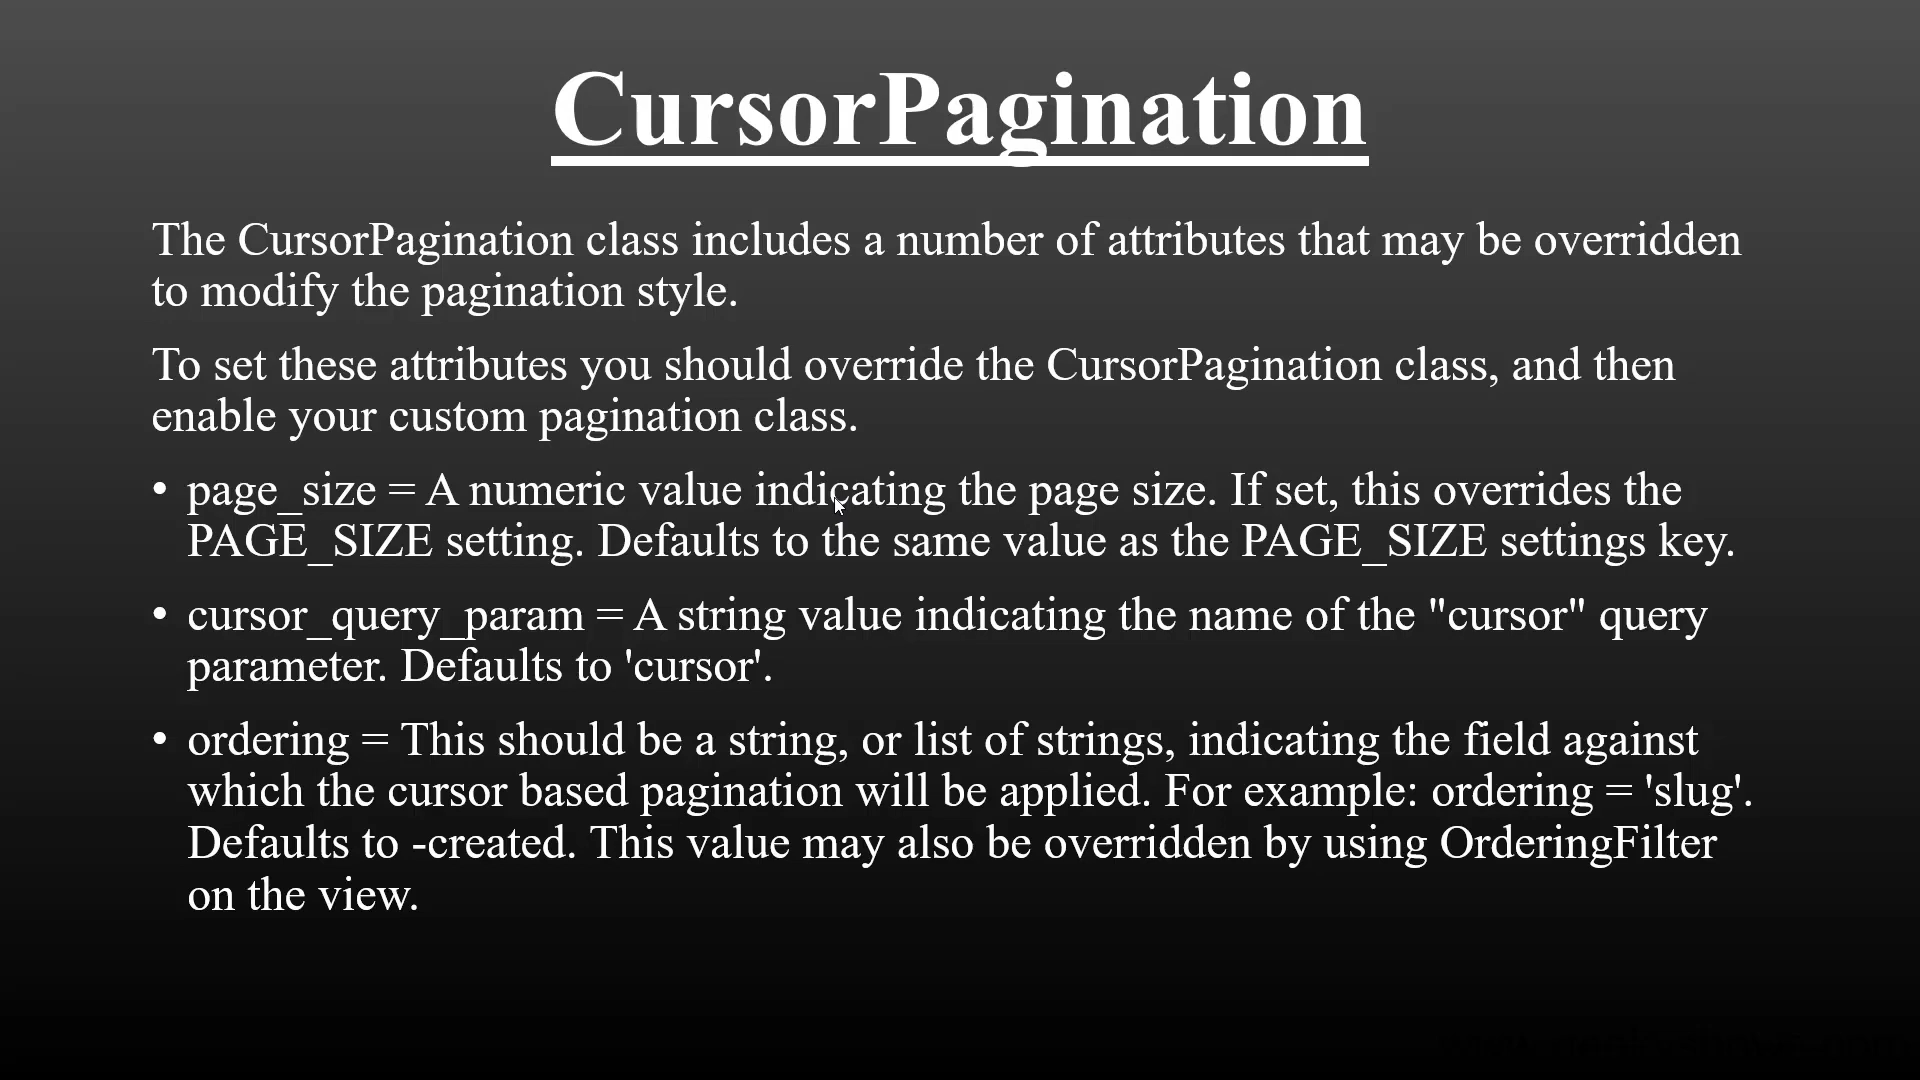 CursorPagination
The CursorPagination class includes a number of attributes that may be overridden
to modify the pagination style.
To set these attributes you should override the CursorPagination class, and then
enable your custom pagination class.
• page_size = A numeric value indicating the page size. If set, this overrides the
PAGE_SIZE setting. Defaults to the same value as the PAGE_SIZE settings key.
• cursor_query_param = A string value indicating the name of the "cursor" query
parameter. Defaults to 'cursor'.
• ordering = This should be a string, or list of strings, indicating the field against
which the cursor based pagination will be applied. For example: ordering = 'slug'.
Defaults to -created. This value may also be overridden by using OrderingFilter
on the view.